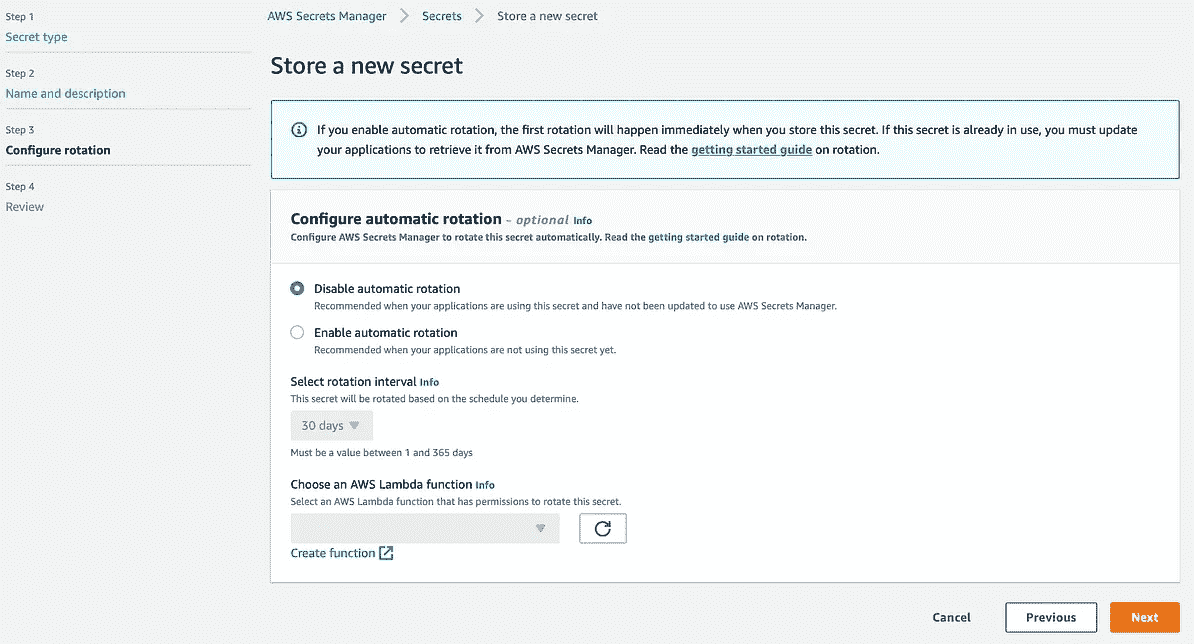 Step 1
Secret type
Step 2
Name and description
Step 3
Configure rotation
Step 4
Review
AWS Secrets Manager > Secrets > Store a new secret
Store a new secret
If you enable automatic rotation, the first rotation will happen immediately when you store this secret. If this secret is already in use, you must update
your applications to retrieve it from AWS Secrets Manager. Read the getting started guide on rotation.
Configure automatic rotation – optional Info
Configure AWS Secrets Manager to rotate this secret automatically. Read the getting started guide on rotation.
Disable automatic rotation
Recommended when your applications are using this secret and have not been updated to use AWS Secrets Manager.
Enable automatic rotation
Recommended when your applications are not using this secret yet.
Select rotation interval Info
This secret will be rotated based on the schedule you determine.
30 days
Must be a value between 1 and 365 days
Choose an AWS Lambda function Info
Select an AWS Lambda function that has permissions to rotate this secret.
Create function
Cancel Previous Next